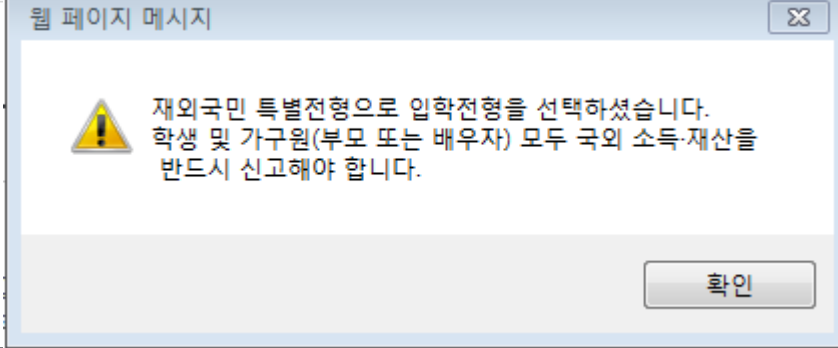 웹 페이지 메시지
재외국민 특별전형으로 입학전형을 선택하셨습니다.
학생 및 가구원(부모 또는 배우자) 모두 국외 소득·재산을
반드시 신고해야 합니다.
확인